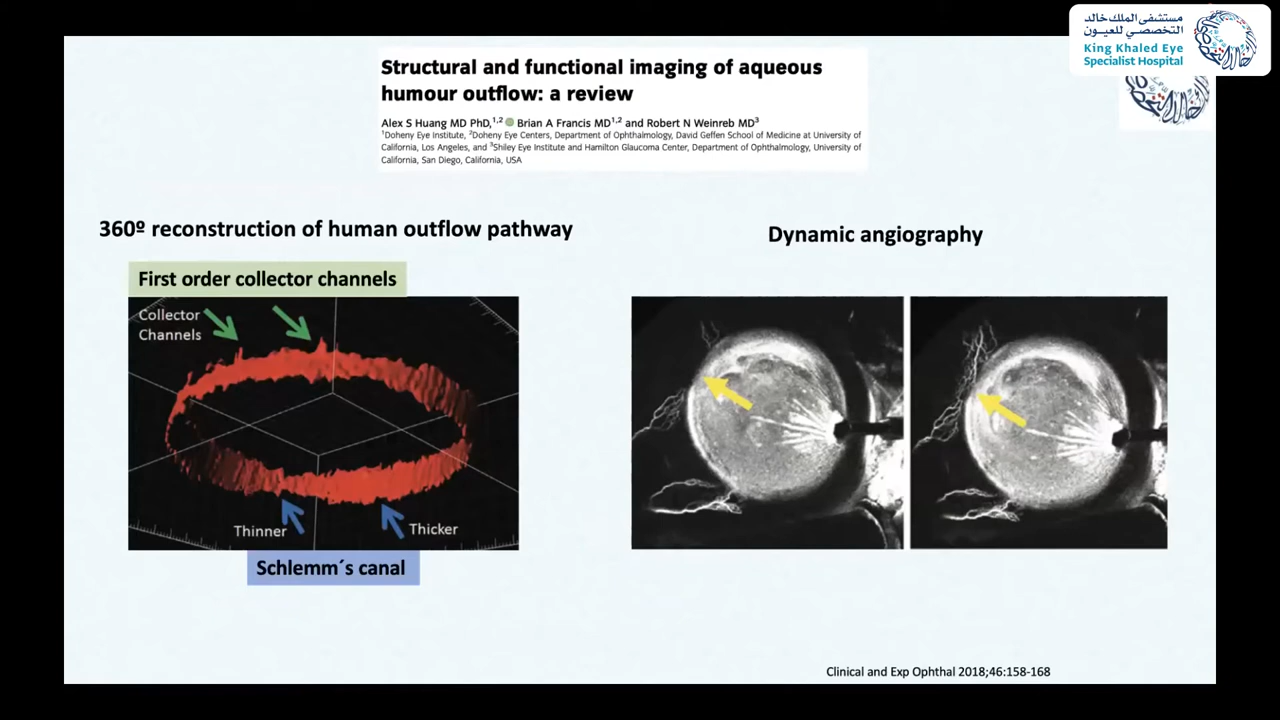 مستشفى الملك خالد
التخصصي للعيون
King Khaled Eye
Specialist Hospital
Structural and functional imaging of aqueous
humour outflow: a review
Alex S Huang MD PhD,1,2 Brian A Francis MD1,2 and Robert N Weinreb MD3
1Doheny Eye Institute, 2Doheny Eye Centers, Department of Ophthalmology, David Geffen School of Medicine at University of
California, Los Angeles, and 3Shiley Eye Institute and Hamilton Glaucoma Center, Department of Ophthalmology, University of
California, San Diego, California, USA
360º reconstruction of human outflow pathway
First order collector channels
Collector
Channels
Thinner
Thicker
Schlemm´s canal
Dynamic angiography
Clinical and Exp Ophthal 2018;46:158-168